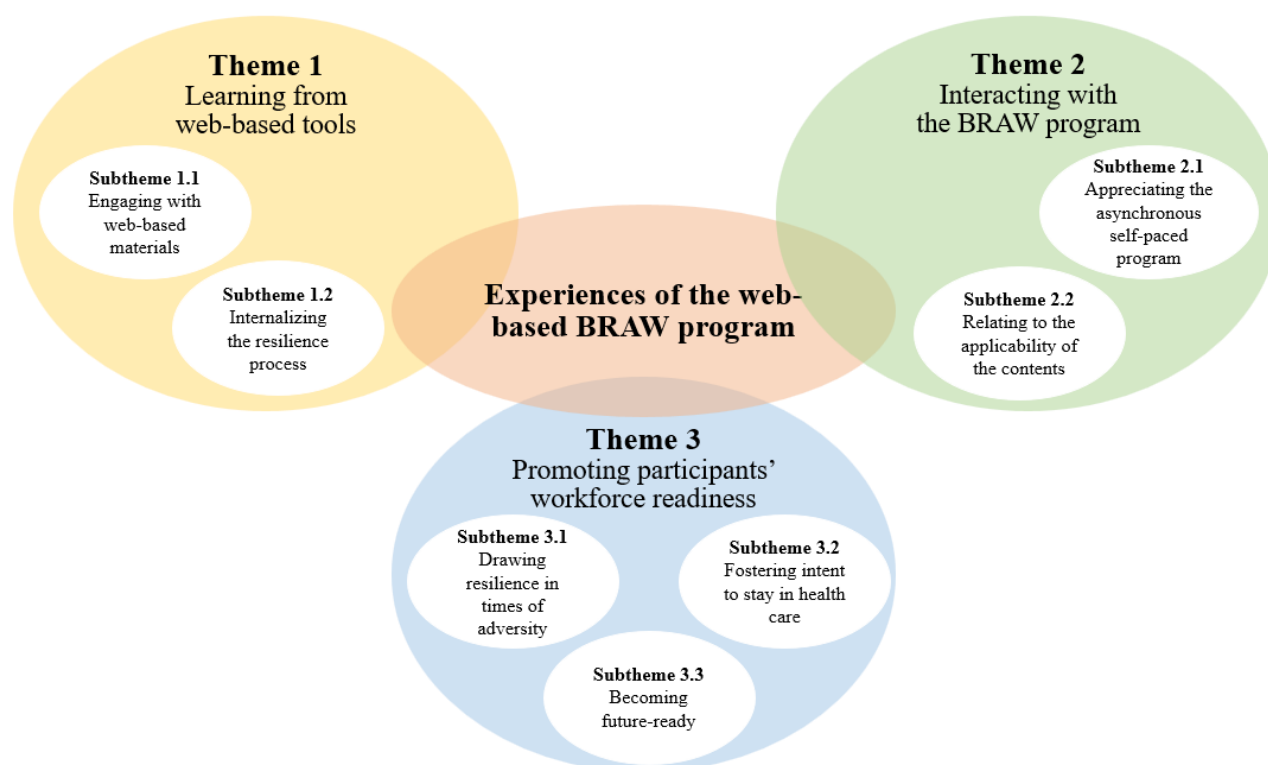 Theme 1
Learning from
web-based tools
Subtheme 1.1
Engaging with
web-based
materials
Subtheme 1.2
Internalizing
the resilience
process
Theme 2
Interacting with
the BRAW program
Subtheme 2.1
Appreciating the
asynchronous
self-paced
program
Subtheme 2.2
Relating to the
applicability of
the contents
Experiences of the web-
based BRAW program
Theme 3
Promoting participants’
workforce readiness
Subtheme 3.1
Drawing
resilience in
times of
adversity
Subtheme 3.2
Fostering intent
to stay in health
care
Subtheme 3.3
Becoming
future-ready